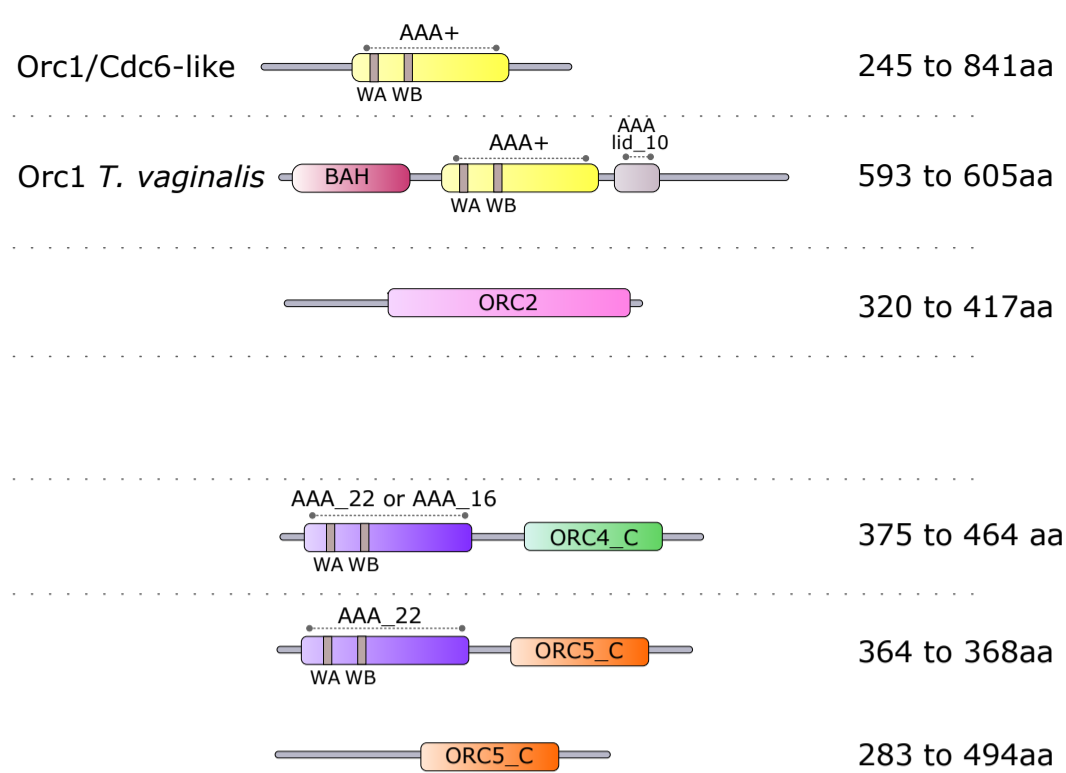 AAA+
Orc1/Cdc6-like
245 to 841aa
WA WB
AAA+
AAA
lid_10
Orc1 T. vaginalis
BAH
593 to 605aa
WA WB
ORC2
320 to 417aa
AAA_22 or AAA_16
ORC4_C
375 to 464 aa
WA WB
AAA_22
ORC5_C
364 to 368aa
WA WB
ORC5_C
283 to 494aa